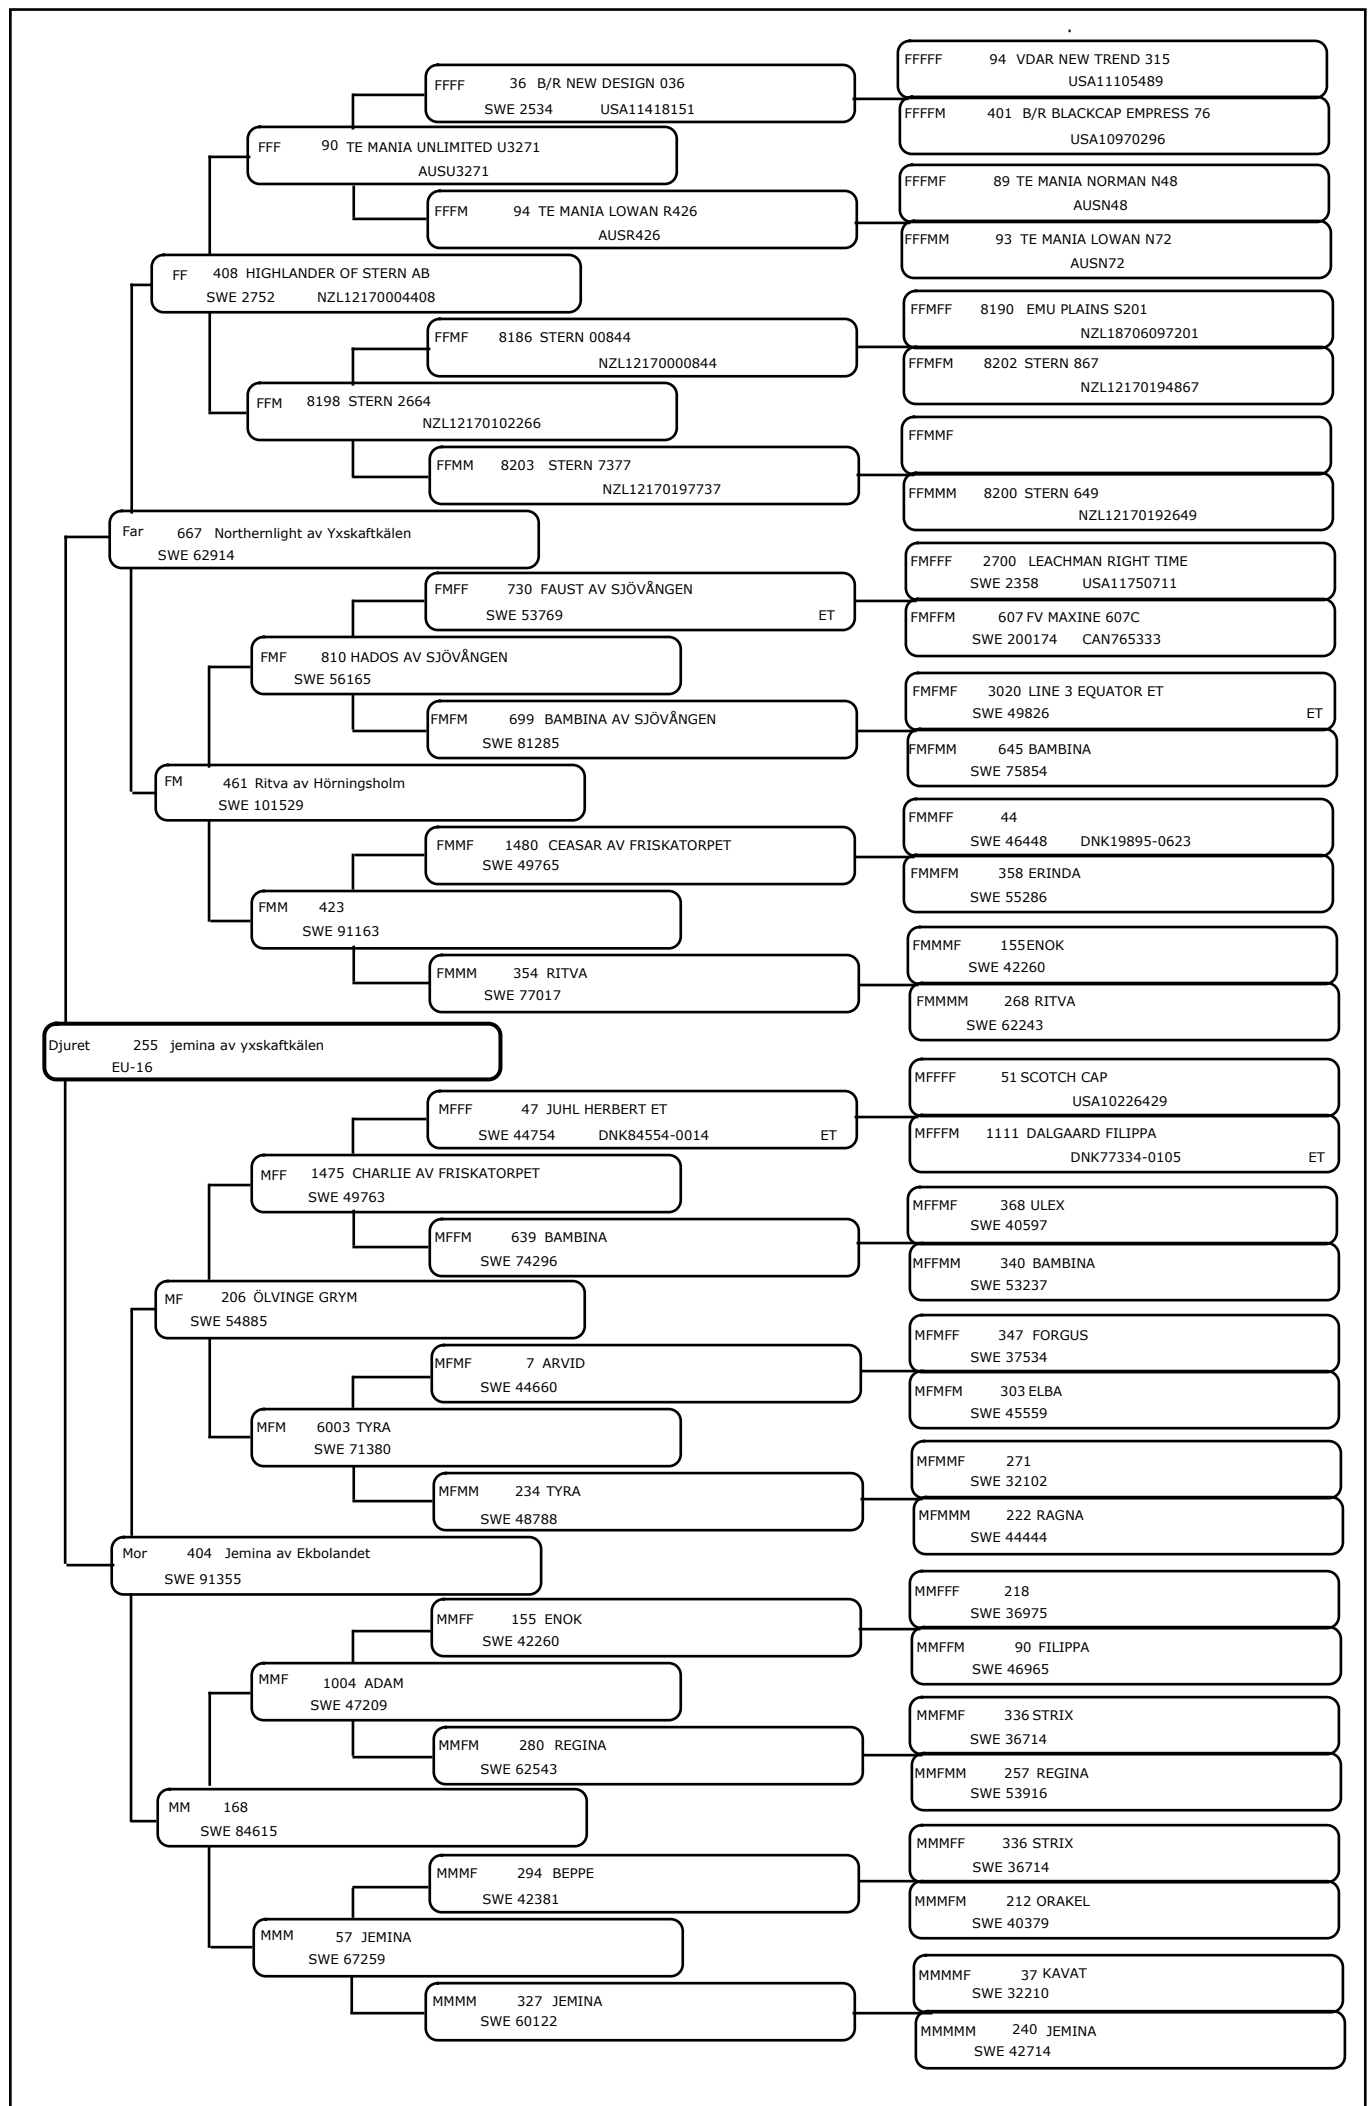 FFFFF 94 VDAR NEW TREND 315
USA11105489
FFFF 36 B/R NEW DESIGN 036
SWE 2534 USA11418151
FFFFM 401 B/R BLACKCAP EMPRESS 76
USA10970296
FFF 90 TE MANIA UNLIMITED U3271
AUSU3271
FFFMF 89 TE MANIA NORMAN N48
AUSN48
FFFM 94 TE MANIA LOWAN R426
AUSR426
FFFMM 93 TE MANIA LOWAN N72
AUSN72
FF 408 HIGHLANDER OF STERN AB
SWE 2752 NZL12170004408
FFMFF 8190 EMU PLAINS S201
NZL18706097201
FFMF 8186 STERN 00844
NZL12170000844
FFMFM 8202 STERN 867
NZL12170194867
FFM 8198 STERN 2664
NZL12170102266
FFMMF
FFMM 8203 STERN 7377
NZL12170197737
FFMMM 8200 STERN 649
NZL12170192649
Far 667 Northernlight av Yxskaftkälen
SWE 62914
FMFFF 2700 LEACHMAN RIGHT TIME
SWE 2358 USA11750711
FMFF 730 FAUST AV SJÖVÅNGEN
SWE 53769 ET
FMFFM 607 FV MAXINE 607C
SWE 200174 CAN765333
FMF 810 HADOS AV SJÖVÅNGEN
SWE 56165
FMFMF 3020 LINE 3 EQUATOR ET
SWE 49826 ET
FMFM 699 BAMBINA AV SJÖVÅNGEN
SWE 81285
FMFMM 645 BAMBINA
SWE 75854
FM 461 Ritva av Hörningsholm
SWE 101529
FMMFF 44
SWE 46448 DNK19895-0623
FMMF 1480 CEASAR AV FRISKATORPET
SWE 49765
FMMFM 358 ERINDA
SWE 55286
FMM 423
SWE 91163
FMMMF 155ENOK
SWE 42260
FMMM 354 RITVA
SWE 77017
FMMMM 268 RITVA
SWE 62243
Djuret 255 jemina av yxskaftkälen
EU-16
MFFFF 51 SCOTCH CAP
USA10226429
MFFF 47 JUHL HERBERT ET
SWE 44754 DNK84554-0014 ET
MFFFM 1111 DALGAARD FILIPPA
DNK77334-0105 ET
MFF 1475 CHARLIE AV FRISKATORPET
SWE 49763
MFFMF 368 ULEX
SWE 40597
MFFM 639 BAMBINA
SWE 74296
MFFMM 340 BAMBINA
SWE 53237
MF 206 ÖLVINGE GRYM
SWE 54885
MFMFF 347 FORGUS
SWE 37534
MFMF 7 ARVID
SWE 44660
MFMFM 303 ELBA
SWE 45559
MFM 6003 TYRA
SWE 71380
MFMMF 271
SWE 32102
MFMM 234 TYRA
SWE 48788
MFMMM 222 RAGNA
SWE 44444
Mor 404 Jemina av Ekbolandet
SWE 91355
MMFFF 218
SWE 36975
MMFF 155 ENOK
SWE 42260
MMFFM 90 FILIPPA
SWE 46965
MMF 1004 ADAM
SWE 47209
MMFMF 336 STRIX
SWE 36714
MMFM 280 REGINA
SWE 62543
MMFMM 257 REGINA
SWE 53916
MM 168
SWE 84615
MMMFF 336 STRIX
SWE 36714
MMMF 294 BEPPE
SWE 42381
MMMFM 212 ORAKEL
SWE 40379
MMM 57 JEMINA
SWE 67259
MMMMF 37 KAVAT
SWE 32210
MMMM 327 JEMINA
SWE 60122
MMMMM 240 JEMINA
SWE 42714